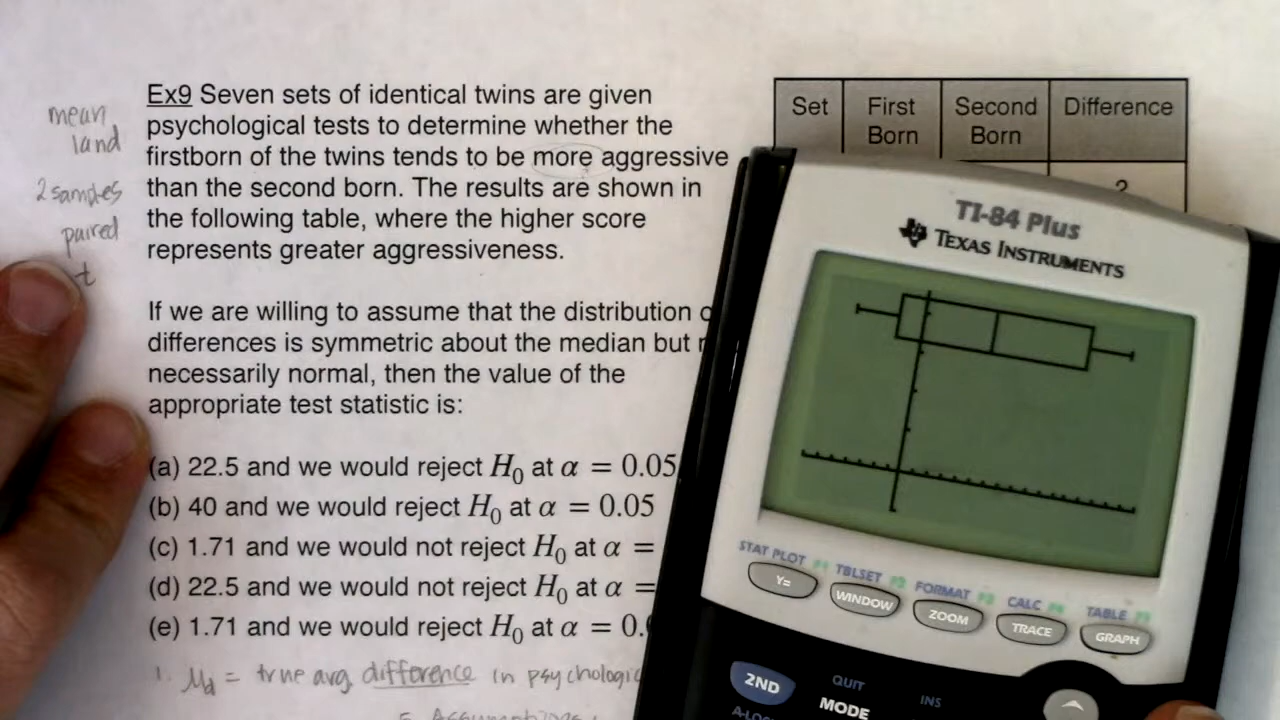 Ex9 Seven sets of identical twins are given
psychological tests to determine whether the
firstborn of the twins tends to be more aggressive
than the second born. The results are shown in
the following table, where the higher score
represents greater aggressiveness.
If we are willing to assume that the distribution
differences is symmetric about the median but
necessarily normal, then the value of the
appropriate test statistic is:
(a) 22.5 and we would reject H₀ at α = 0.05
(b) 40 and we would reject H₀ at α = 0.05
(c) 1.71 and we would not reject H₀ at α =
(d) 22.5 and we would not reject H₀ at α =
(e) 1.71 and we would reject H₀ at α = 0.
mean
land
2 samples
paired
t
1. μd = true avg. difference in
Set First Born Second Born Difference
TI-84 Plus
TEXAS INSTRUMENTS
STAT PLOT F1 TBLSET F2 FORMAT F3 CALC F4 TABLE F5
Y= WINDOW ZOOM TRACE GRAPH
2ND QUIT MODE INS